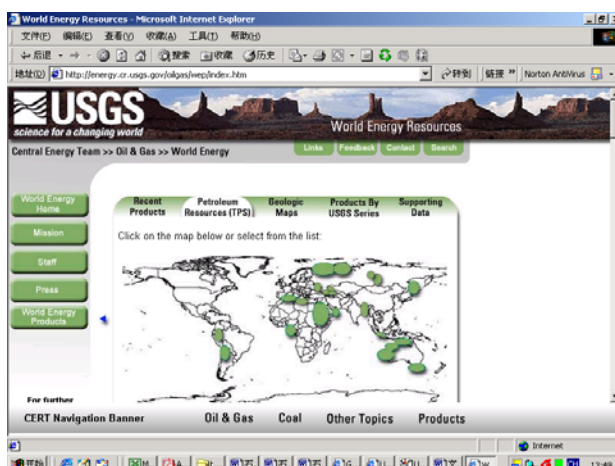 World Energy Resources - Microsoft Internet Explorer
文件(F) 编辑(E) 查看(V) 收藏(A) 工具(T) 帮助(H)
后退 搜索 收藏 历史
地址(D) http://energy.cr.usgs.gov/oilgas/wep/index.htm 转到 链接 » Norton AntiVirus
USGS
science for a changing world
World Energy Resources
Central Energy Team >> Oil & Gas >> World Energy
Links Feedback Contact Search
World Energy Home
Mission
Staff
Press
World Energy Products
Recent Products
Petroleum Resources (TPS)
Geologic Maps
Products By USGS Series
Supporting Data
Click on the map below or select from the list:
For further
CERT Navigation Banner Oil & Gas Coal Other Topics Products
Internet
开始